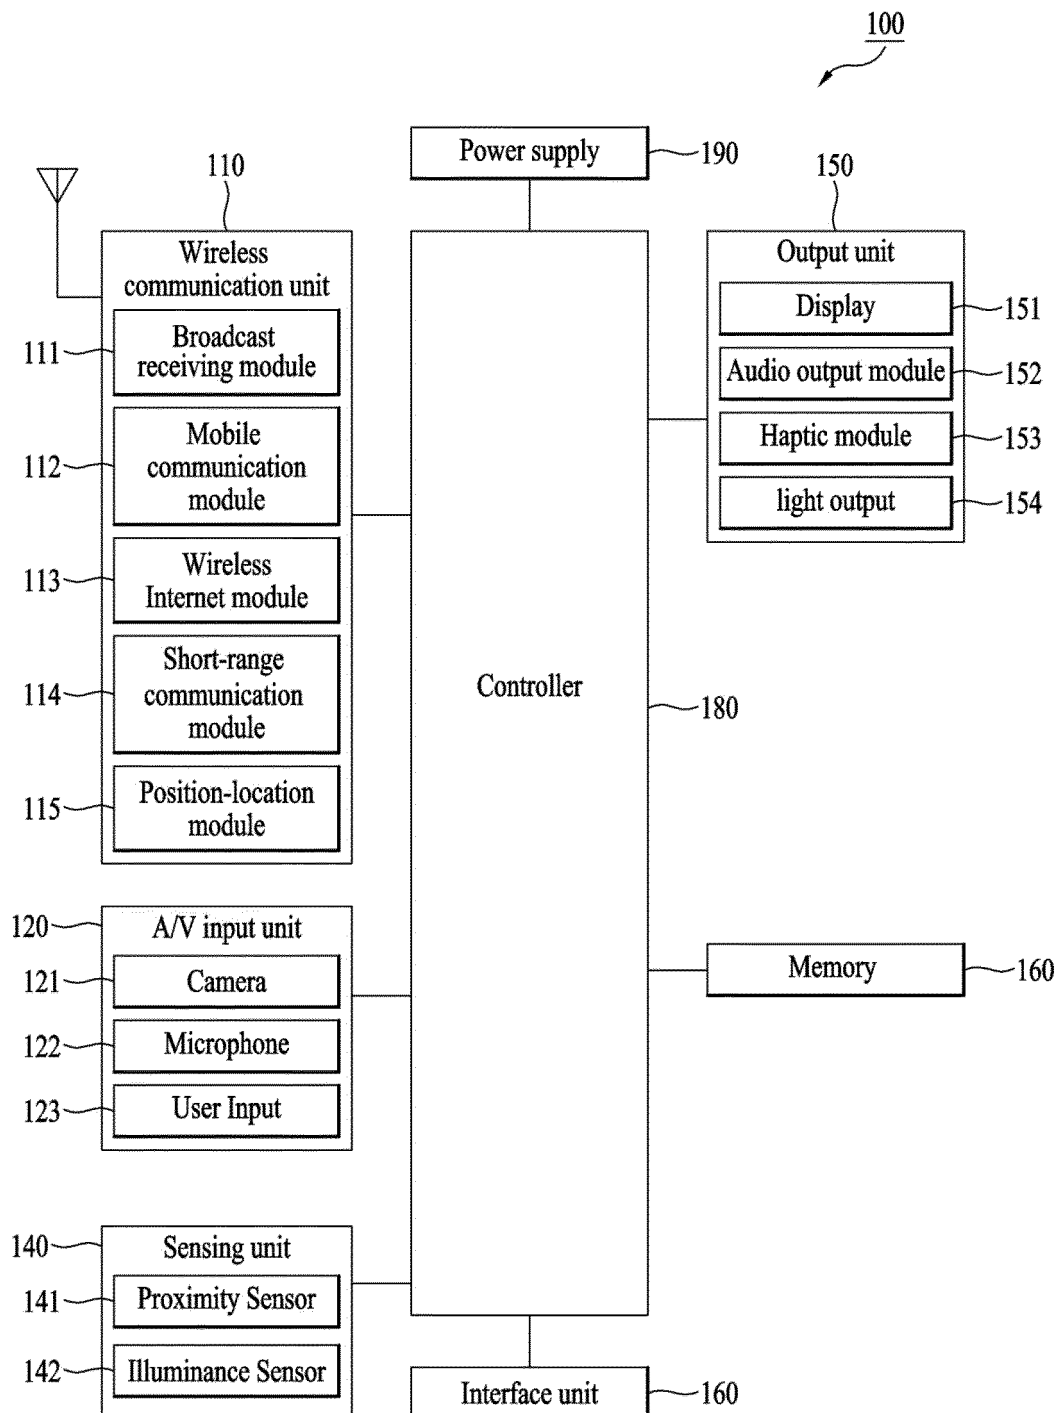 100
Power supply
190
110
Wireless
communication unit
111
Broadcast
receiving module
112
Mobile
communication
module
113
Wireless
Internet module
114
Short-range
communication
module
115
Position-location
module
120
A/V input unit
121
Camera
122
Microphone
123
User Input
140
Sensing unit
141
Proximity Sensor
142
Illuminance Sensor
Controller
180
150
Output unit
Display
151
Audio output module
152
Haptic module
153
light output
154
Memory
160
Interface unit
160